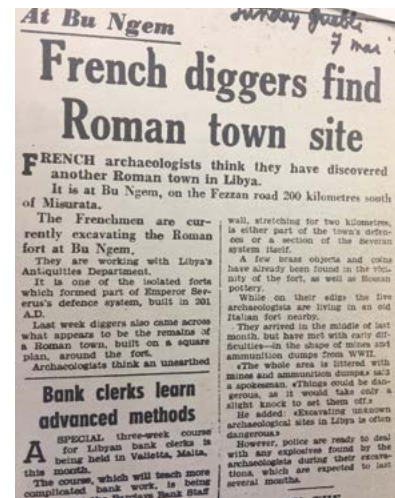 At Bu Ngem
Sunday
7 mai
French diggers find
Roman town site
FRENCH archaeologists think they have discovered
another Roman town in Libya.
It is at Bu Ngem, on the Fezzan road 200 kilometres south
of Misurata.
The Frenchmen are cur-
rently excavating the Roman
fort at Bu Ngem.
They are working with Libya's
Antiquities Department.
It is one of the isolated forts
which formed part of Emperor Sev-
erus's defence system, built in 201
A.D.
Last week diggers also came across
what appears to be the remains of
a Roman town, built on a square
plan, around the fort.
Archaeologists think an unearthed
wall, stretching for two kilometres,
is either part of the town's defen-
ces or a section of the Severan
system itself.
A few brass objects and coins
have already been found in the vici-
nity of the fort, as well as Roman
pottery.
While on their digs the five
archaeologists are living in an old
Italian fort nearby.
They arrived in the middle of last
month, but have met with early dif-
ficulties—in the shape of mines and
ammunition dumps from WWII.
«The whole area is littered with
mines and ammunition dumps» said
a spokesman. «Things could be dan-
gerous, as it would take only a
slight knock to set them off.»
He added: «Excavating unknown
archaeological sites in Libya is often
dangerous.»
However, police are ready to deal
with any explosives found by the
archaeologists during their excava-
tions, which are expected to last
several months.
Bank clerks learn
advanced methods
A SPECIAL three-week course
for Libyan bank clerks is
being held in Valletta, Malta,
this month.
The course, which will teach more
complicated bank work, is being
Barclays Bank Staff